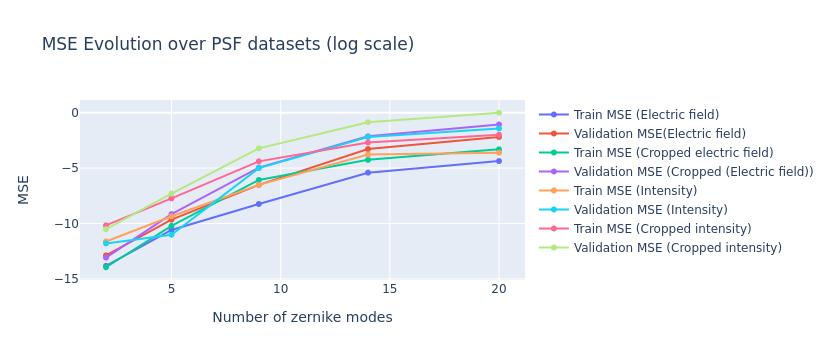 MSE Evolution over PSF datasets (log scale)
MSE
0
−5
−10
−15
5
10
15
20
Number of zernike modes
Train MSE (Electric field)
Validation MSE(Electric field)
Train MSE (Cropped electric field)
Validation MSE (Cropped (Electric field))
Train MSE (Intensity)
Validation MSE (Intensity)
Train MSE (Cropped intensity)
Validation MSE (Cropped intensity)